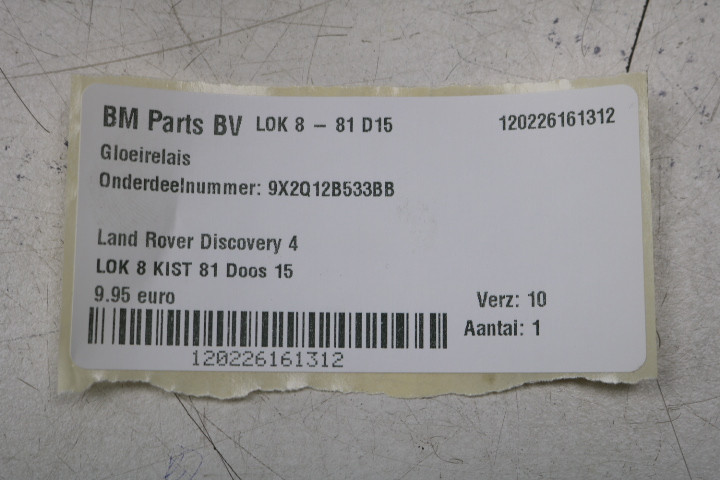 BM Parts BV LOK 8 - 81 D15 120226161312
Gloeirelais
Onderdeelnummer: 9X2Q12B533BB
Land Rover Discovery 4
LOK 8 KIST 81 Doos 15
9.95 euro Verz: 10
Aantal: 1
120226161312